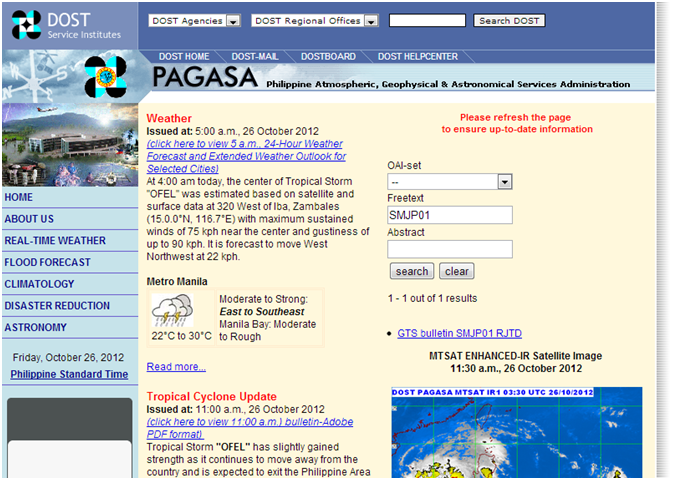 DOST
Service Institutes
DOST Agencies
DOST Regional Offices
Search DOST
DOST HOME
DOST-MAIL
DOSTBOARD
DOST HELPCENTER
PAGASA Philippine Atmospheric, Geophysical & Astronomical Services Administration
HOME
ABOUT US
REAL-TIME WEATHER
FLOOD FORECAST
CLIMATOLOGY
DISASTER REDUCTION
ASTRONOMY
Friday, October 26, 2012
Philippine Standard Time
Weather
Issued at: 5:00 a.m., 26 October 2012
(click here to view 5 a.m., 24-Hour Weather
Forecast and Extended Weather Outlook for
Selected Cities)
At 4:00 am today, the center of Tropical Storm
"OFEL" was estimated based on satellite and
surface data at 320 West of Iba, Zambales
(15.0.0°N, 116.7°E) with maximum sustained
winds of 75 kph near the center and gustiness of
up to 90 kph. It is forecast to move West
Northwest at 22 kph.
Metro Manila
22°C to 30°C
Moderate to Strong:
East to Southeast
Manila Bay: Moderate
to Rough
Read more...
Tropical Cyclone Update
Issued at: 11:00 a.m., 26 October 2012
(click here to view 11:00 a.m.) bulletin-Adobe
PDF format)
Tropical Storm "OFEL" has slightly gained
strength as it continues to move away from the
country and is expected to exit the Philippine Area
Please refresh the page
to ensure up-to-date information
OAI-set
--
Freetext
SMJP01
Abstract
search
clear
1 - 1 out of 1 results
GTS bulletin SMJP01 RJTD
MTSAT ENHANCED-IR Satellite Image
11:30 a.m., 26 October 2012
DOST PAGASA MTSAT IR1 03:30 UTC 26/10/2012